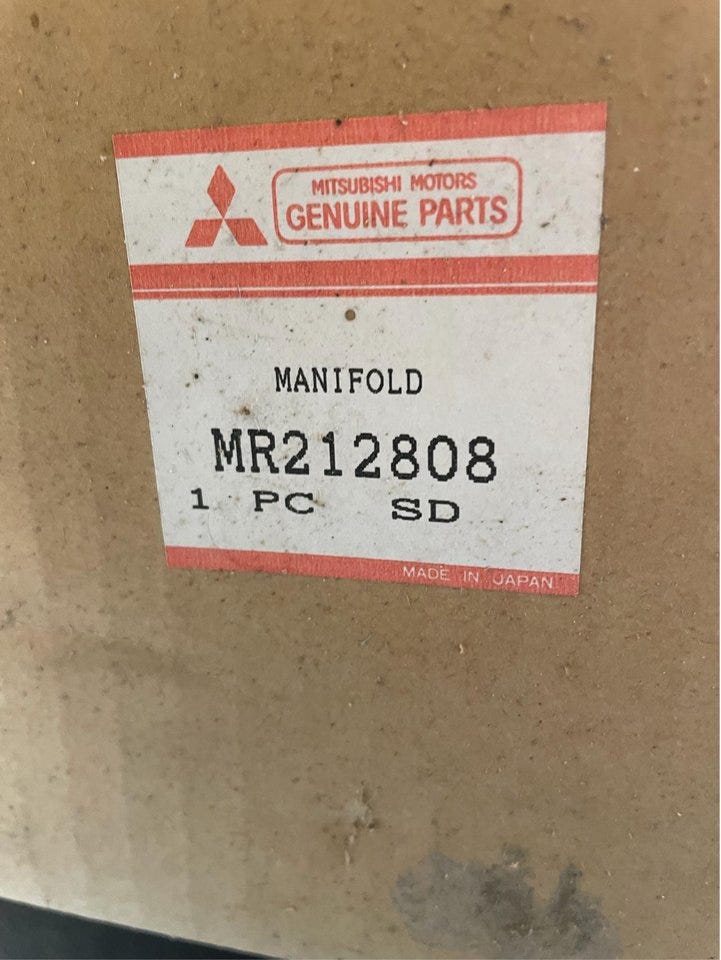 MITSUBISHI MOTORS
GENUINE PARTS
MANIFOLD
MR212808
1 PC SD
MADE IN JAPAN